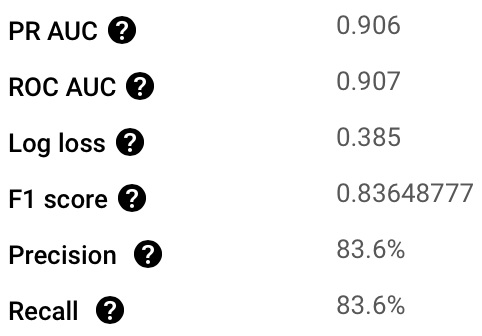 PR AUC ? 0.906
ROC AUC ? 0.907
Log loss ? 0.385
F1 score ? 0.83648777
Precision ? 83.6%
Recall ? 83.6%